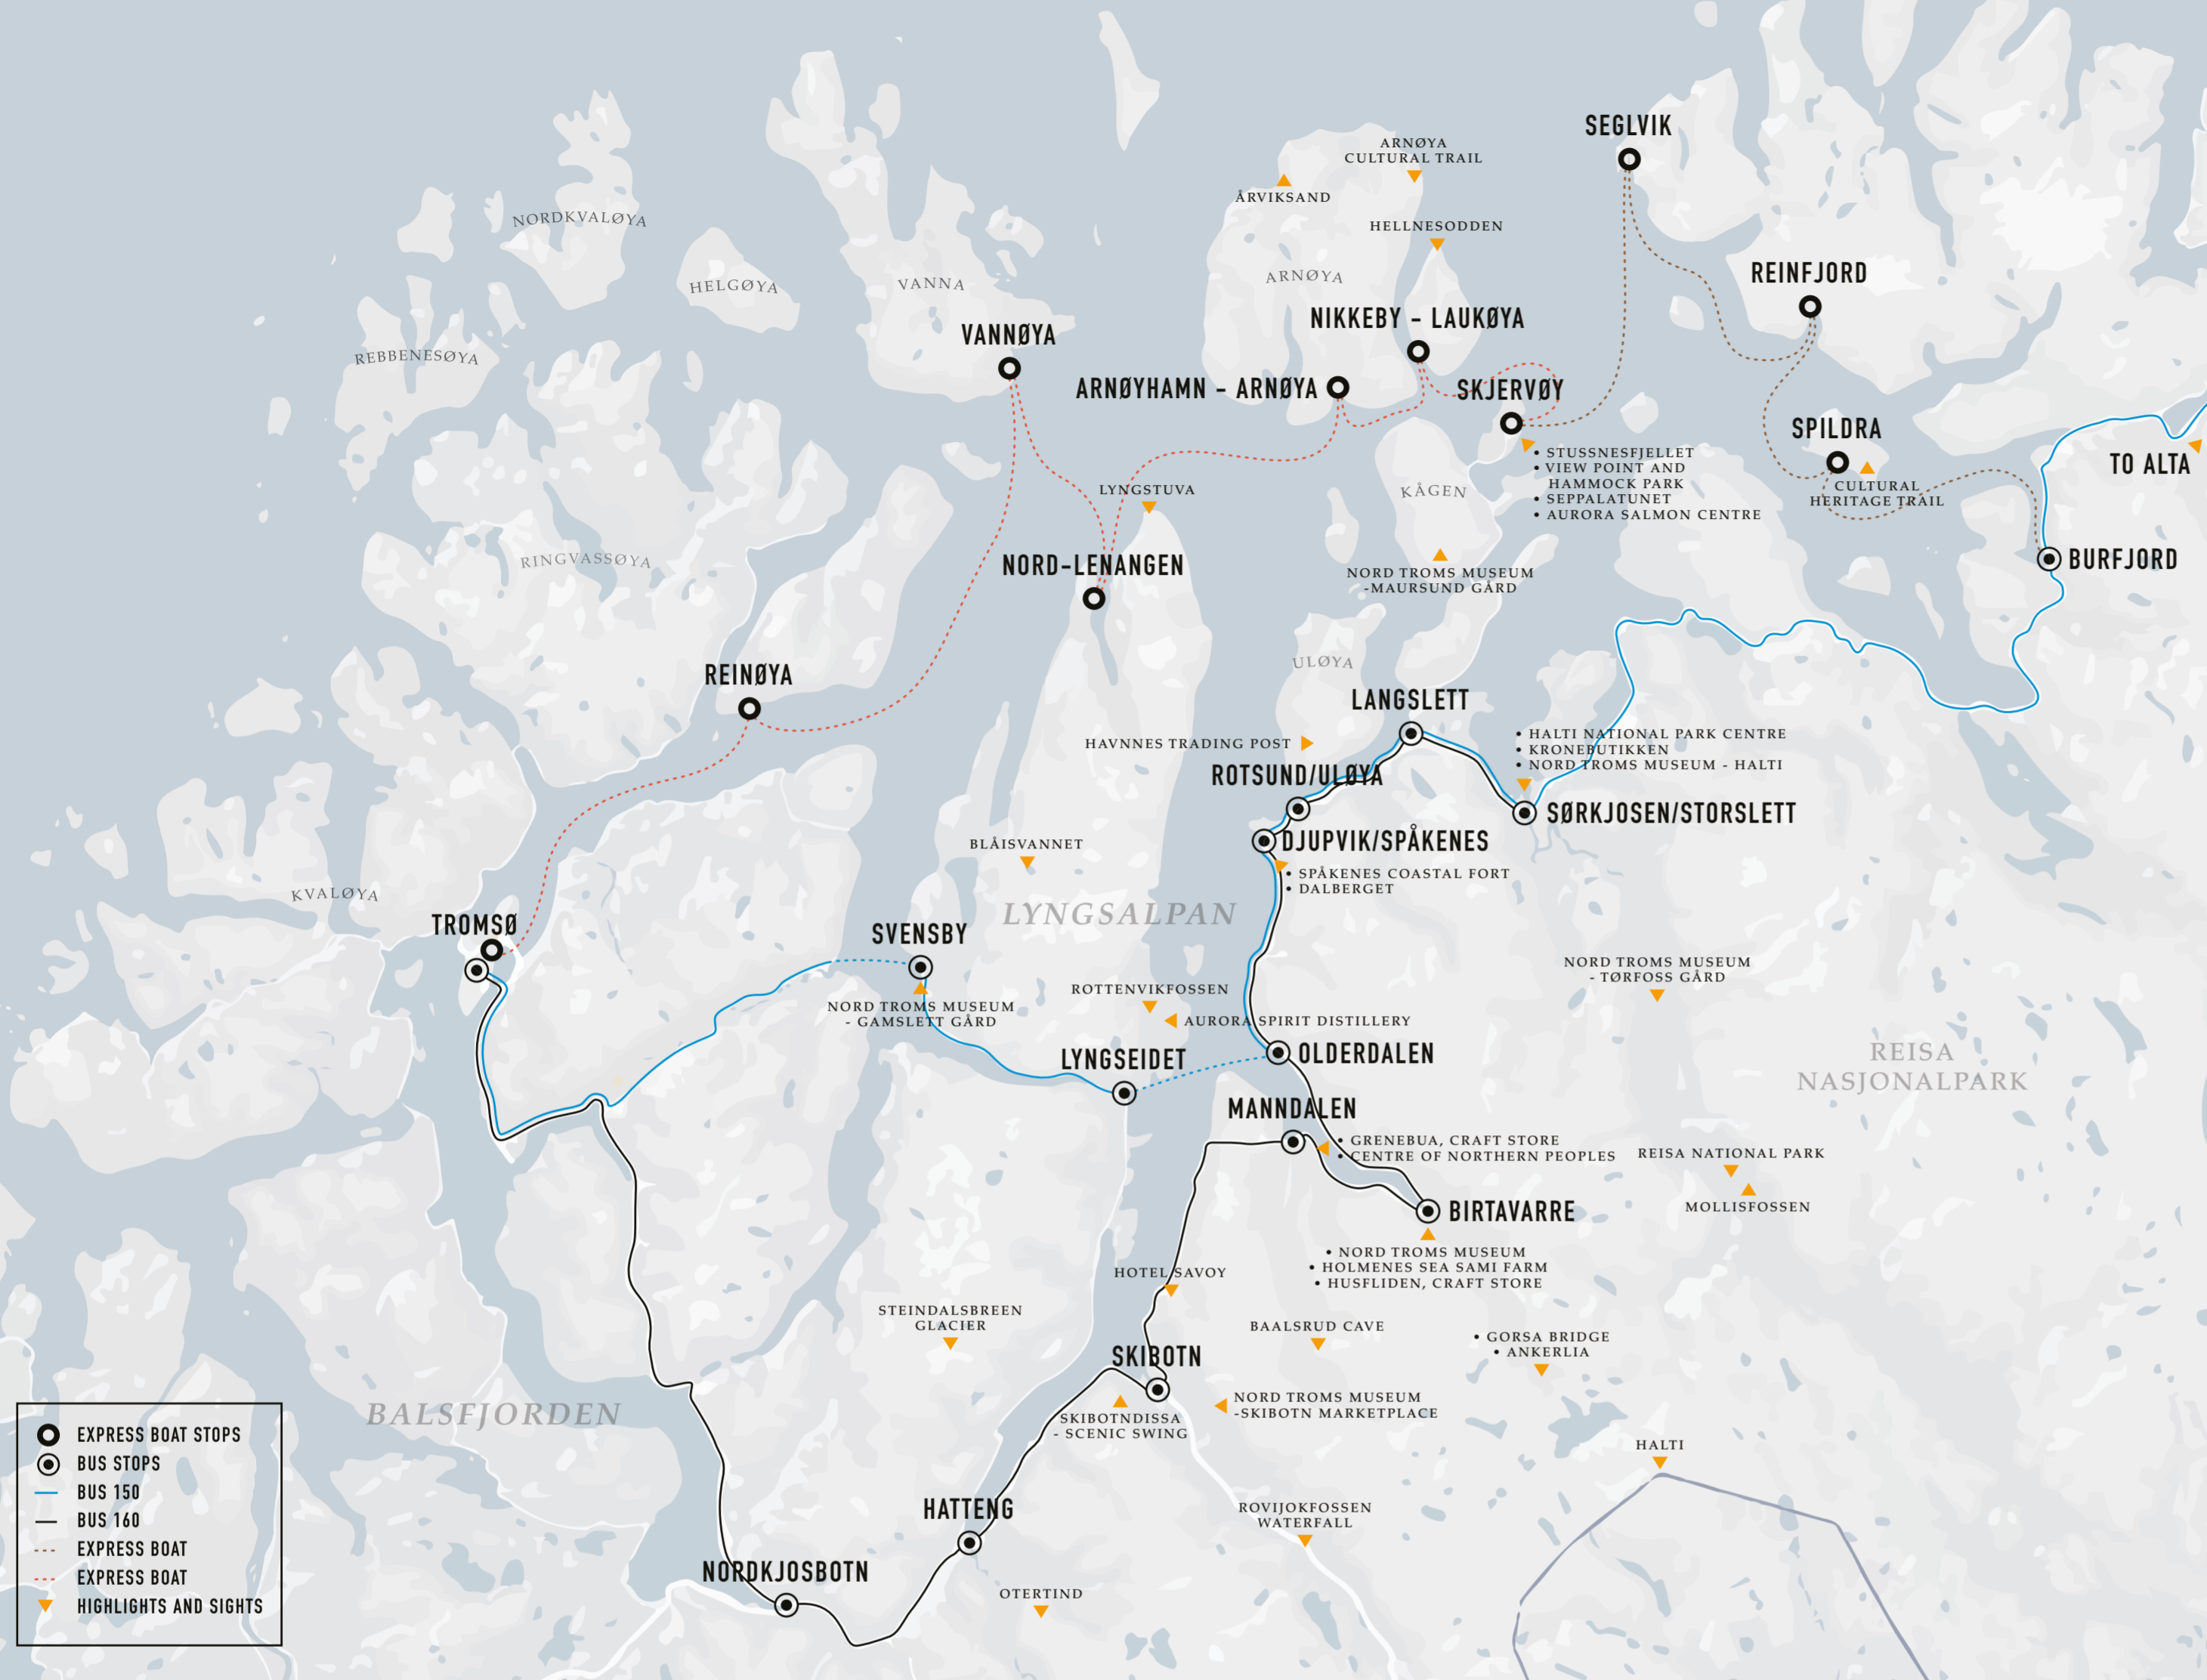 SEGLVIK
ARNØYA
CULTURAL TRAIL
ÅRVIKSAND
NORDKVALØYA
HELLNESODDEN
ARNØYA
REINFJORD
HELGØYA
VANNA
NIKKEBY - LAUKØYA
VANNØYA
REBBENESØYA
ARNØYHAMN - ARNØYA
SKJERVØY
SPILDRA
TO ALTA
• STUSSNESFJELLET
• VIEW POINT AND
HAMMOCK PARK
• SEPPALATUNET
• AURORA SALMON CENTRE
CULTURAL
HERITAGE TRAIL
LYNGSTUVA
KÅGEN
RINGVASSØYA
NORD-LENANGEN
NORD TROMS MUSEUM
-MAURSUND GÅRD
BURFJORD
REINØYA
ULØYA
LANGSLETT
HAVNNES TRADING POST
• HALTI NATIONAL PARK CENTRE
• KRONEBUTIKKEN
• NORD TROMS MUSEUM - HALTI
ROTSUND/ULØYA
SØRKJOSEN/STORSLETT
DJUPVIK/SPÅKENES
• SPÅKENES COASTAL FORT
• DALBERGET
BLÅISVANNET
KVALØYA
LYNGSALPAN
TROMSØ
SVENSBY
NORD TROMS MUSEUM
- GAMSLETT GÅRD
NORD TROMS MUSEUM
- TØRFOSS GÅRD
ROTTENVIKFOSSEN
AURORA SPIRIT DISTILLERY
LYNGSEIDET
OLDERDALEN
REISA
NASJONALPARK
MANNDALEN
• GRENEBUA, CRAFT STORE
• CENTRE OF NORTHERN PEOPLES
REISA NATIONAL PARK
MOLLISFOSSEN
BIRTAVARRE
• NORD TROMS MUSEUM
• HOLMENES SEA SAMI FARM
• HUSFLIDEN, CRAFT STORE
HOTEL SAVOY
STEINDALSBREEN
GLACIER
BAALSRUD CAVE
• GORSA BRIDGE
• ANKERLIA
SKIBOTN
NORD TROMS MUSEUM
-SKIBOTN MARKETPLACE
SKIBOTNDISSA
- SCENIC SWING
BALSFJORDEN
HALTI
HATTENG
ROVIJOKFOSSEN
WATERFALL
NORDKJOSBOTN
OTERTIND
EXPRESS BOAT STOPS
BUS STOPS
BUS 150
BUS 160
EXPRESS BOAT
EXPRESS BOAT
HIGHLIGHTS AND SIGHTS